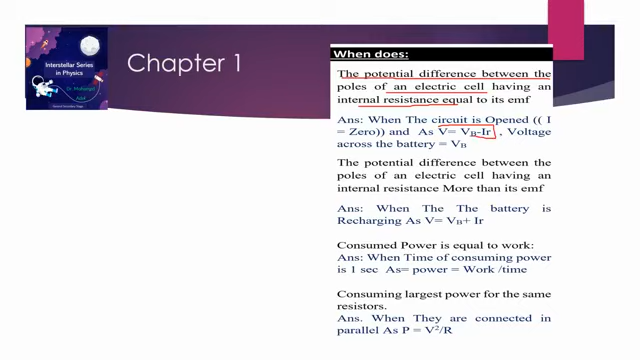 Interstellar Series
in Physics
Chapter 1
When does:
The potential difference between the
poles of an electric cell having an
internal resistance equal to its emf
Ans: When The circuit is Opened (( I
= Zero)) and As V= VB-Ir , Voltage
across the battery = VB
The potential difference between the
poles of an electric cell having an
internal resistance More than its emf
Ans: When The The battery is
Recharging As V= VB+ Ir
Consumed Power is equal to work:
Ans: When Time of consuming power
is 1 sec As= power = Work /time
Consuming largest power for the same
resistors.
Ans. When They are connected in
parallel As P = V²/R